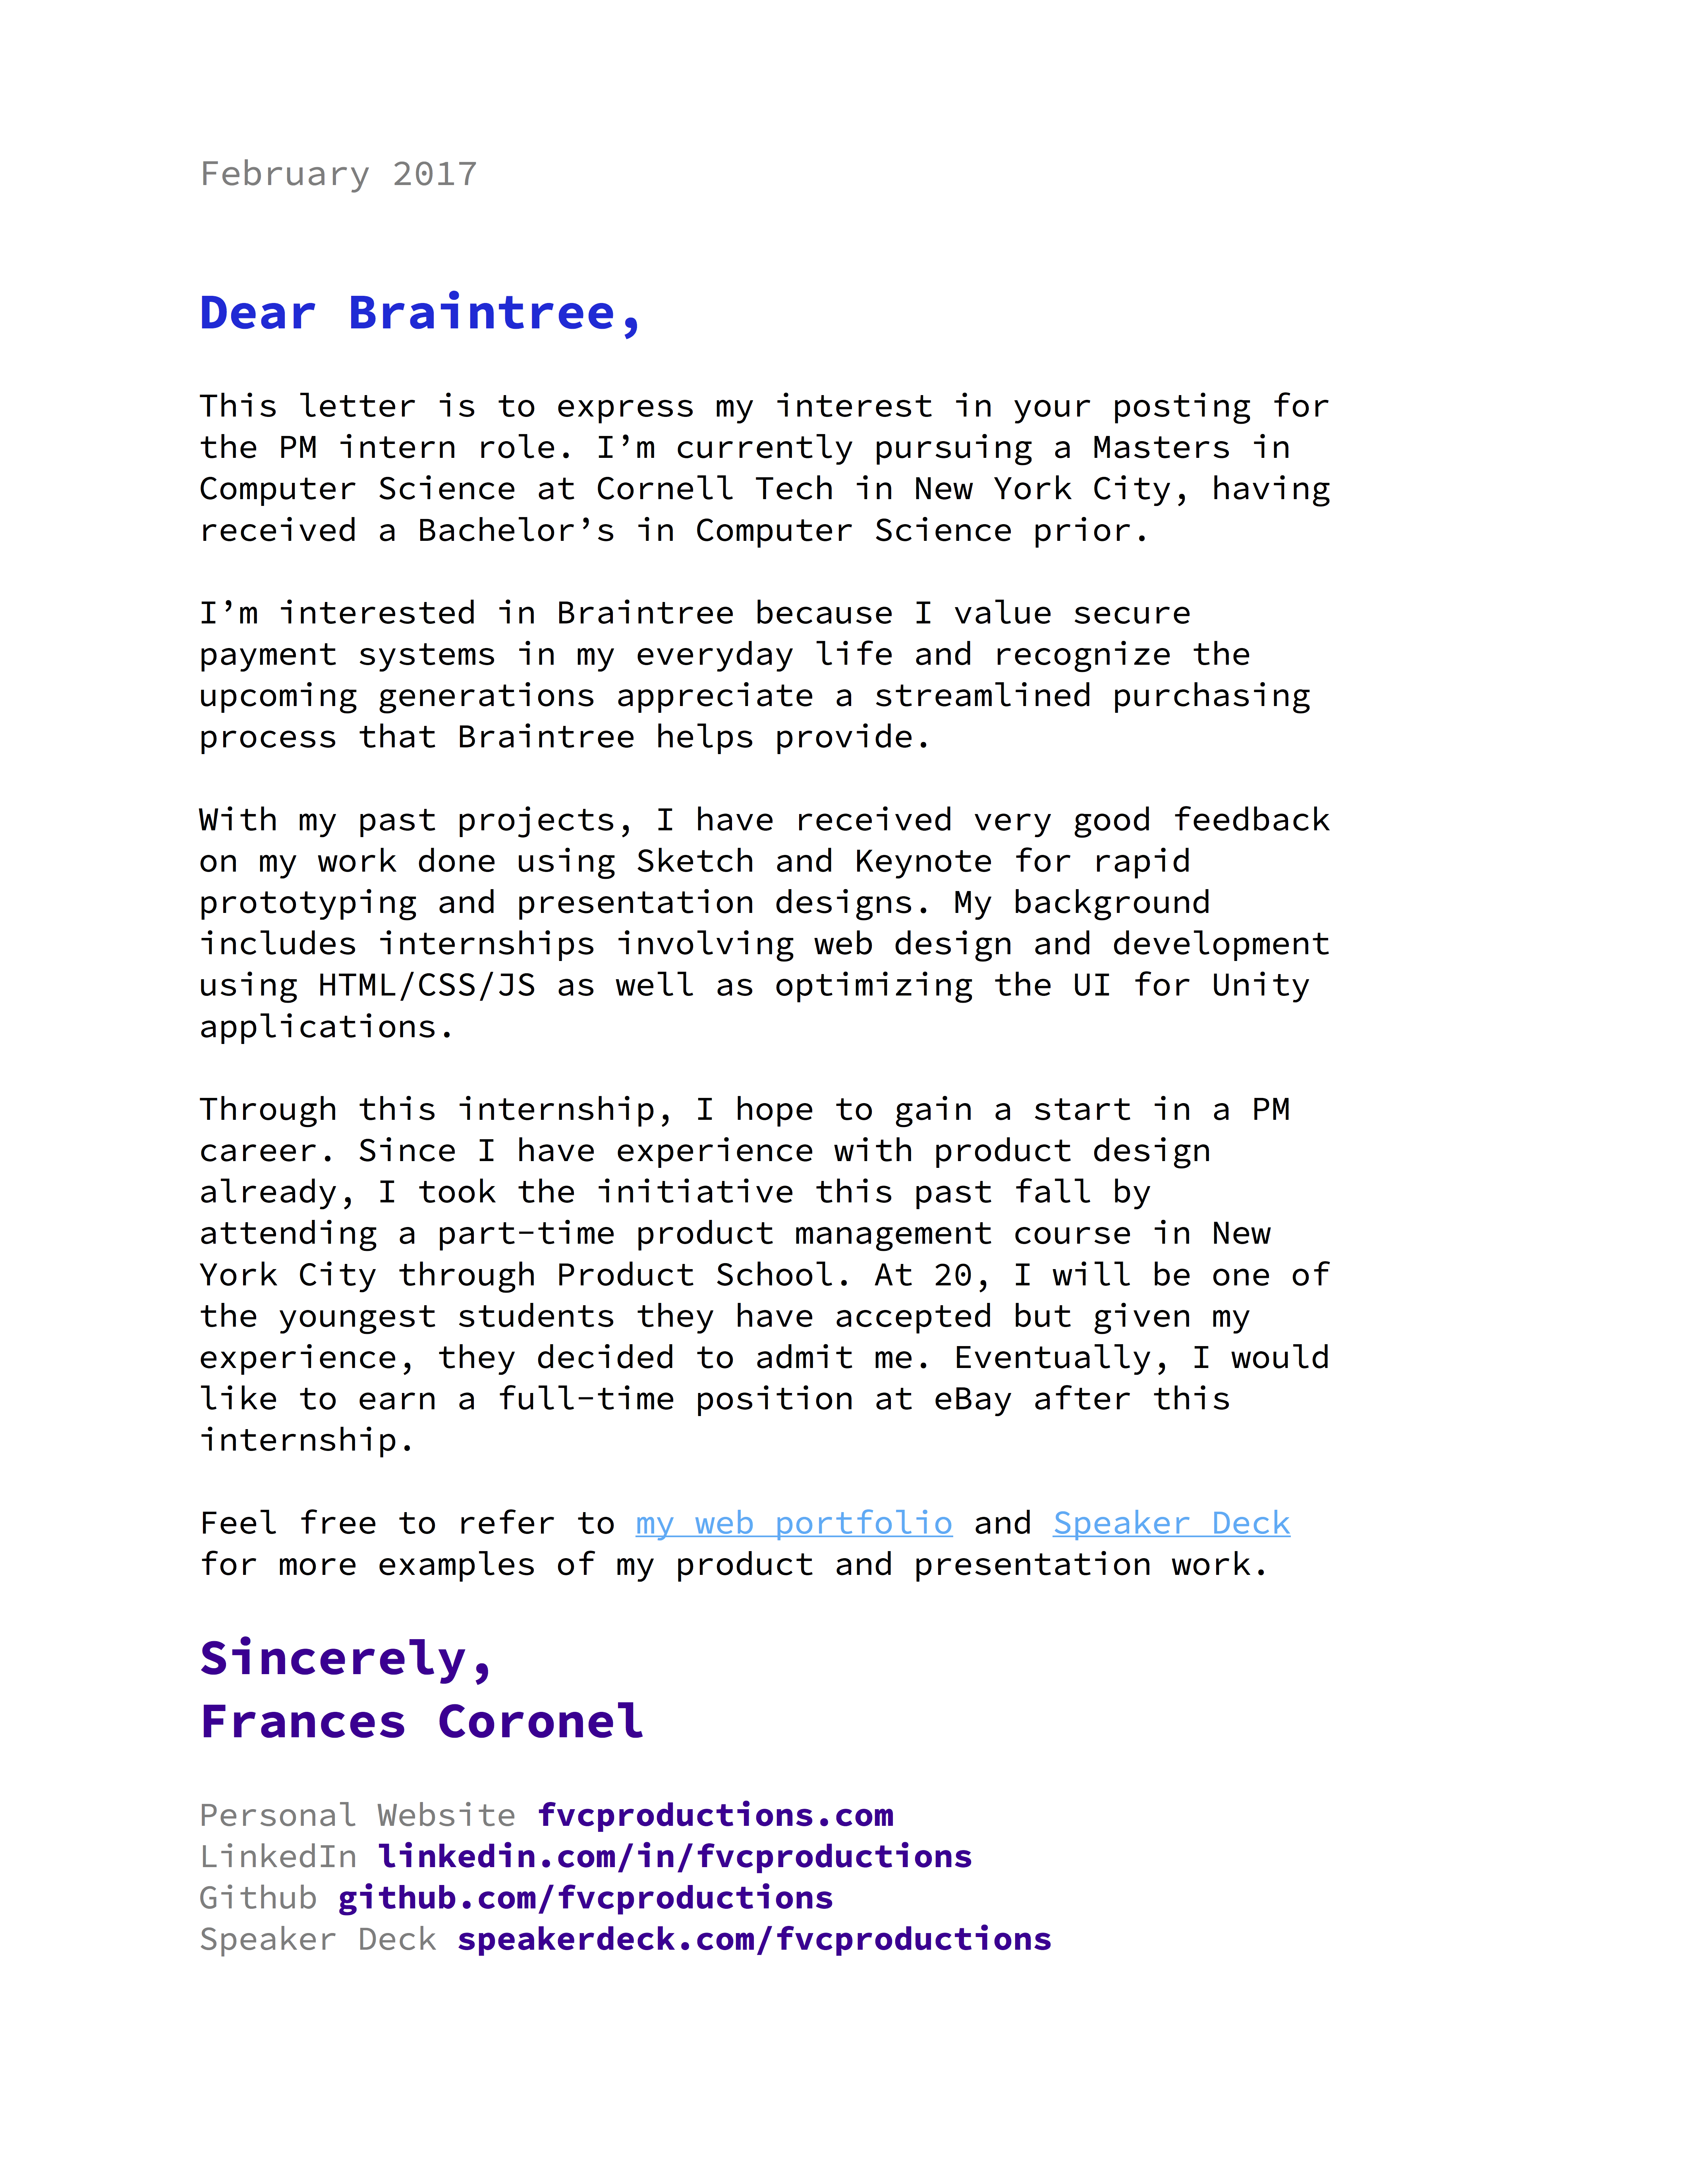 February 2017
Dear Braintree,
This letter is to express my interest in your posting for
the PM intern role. I’m currently pursuing a Masters in
Computer Science at Cornell Tech in New York City, having
received a Bachelor’s in Computer Science prior.
I’m interested in Braintree because I value secure
payment systems in my everyday life and recognize the
upcoming generations appreciate a streamlined purchasing
process that Braintree helps provide.
With my past projects, I have received very good feedback
on my work done using Sketch and Keynote for rapid
prototyping and presentation designs. My background
includes internships involving web design and development
using HTML/CSS/JS as well as optimizing the UI for Unity
applications.
Through this internship, I hope to gain a start in a PM
career. Since I have experience with product design
already, I took the initiative this past fall by
attending a part-time product management course in New
York City through Product School. At 20, I will be one of
the youngest students they have accepted but given my
experience, they decided to admit me. Eventually, I would
like to earn a full-time position at eBay after this
internship.
Feel free to refer to my web portfolio and Speaker Deck
for more examples of my product and presentation work.
Sincerely,
Frances Coronel
Personal Website fvcproductions.com
LinkedIn linkedin.com/in/fvcproductions
Github github.com/fvcproductions
Speaker Deck speakerdeck.com/fvcproductions